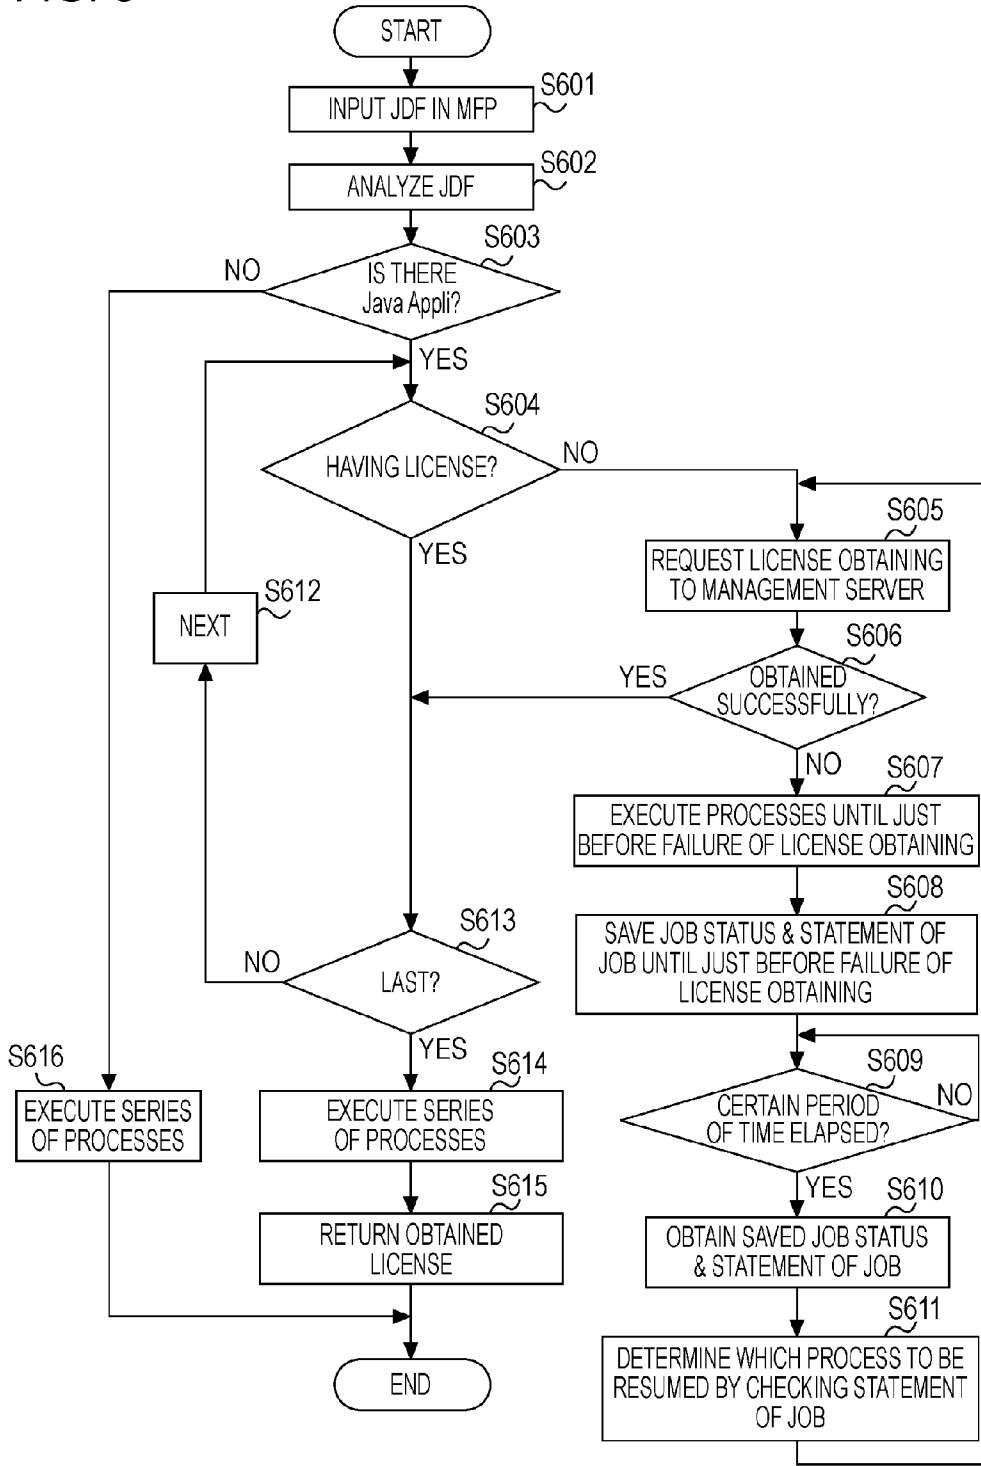 START
S601
INPUT JDF IN MFP
S602
ANALYZE JDF
S603
IS THERE
Java Appli?
NO
YES
S604
HAVING LICENSE?
NO
YES
S605
REQUEST LICENSE OBTAINING
TO MANAGEMENT SERVER
S612
NEXT
S606
OBTAINED
SUCCESSFULLY?
YES
NO
S607
EXECUTE PROCESSES UNTIL JUST
BEFORE FAILURE OF LICENSE OBTAINING
S608
SAVE JOB STATUS & STATEMENT OF
JOB UNTIL JUST BEFORE FAILURE OF
LICENSE OBTAINING
S613
LAST?
NO
YES
S609
CERTAIN PERIOD
OF TIME ELAPSED?
NO
YES
S616
EXECUTE SERIES
OF PROCESSES
S614
EXECUTE SERIES
OF PROCESSES
S615
RETURN OBTAINED
LICENSE
S610
OBTAIN SAVED JOB STATUS
& STATEMENT OF JOB
S611
DETERMINE WHICH PROCESS TO BE
RESUMED BY CHECKING STATEMENT
OF JOB
END